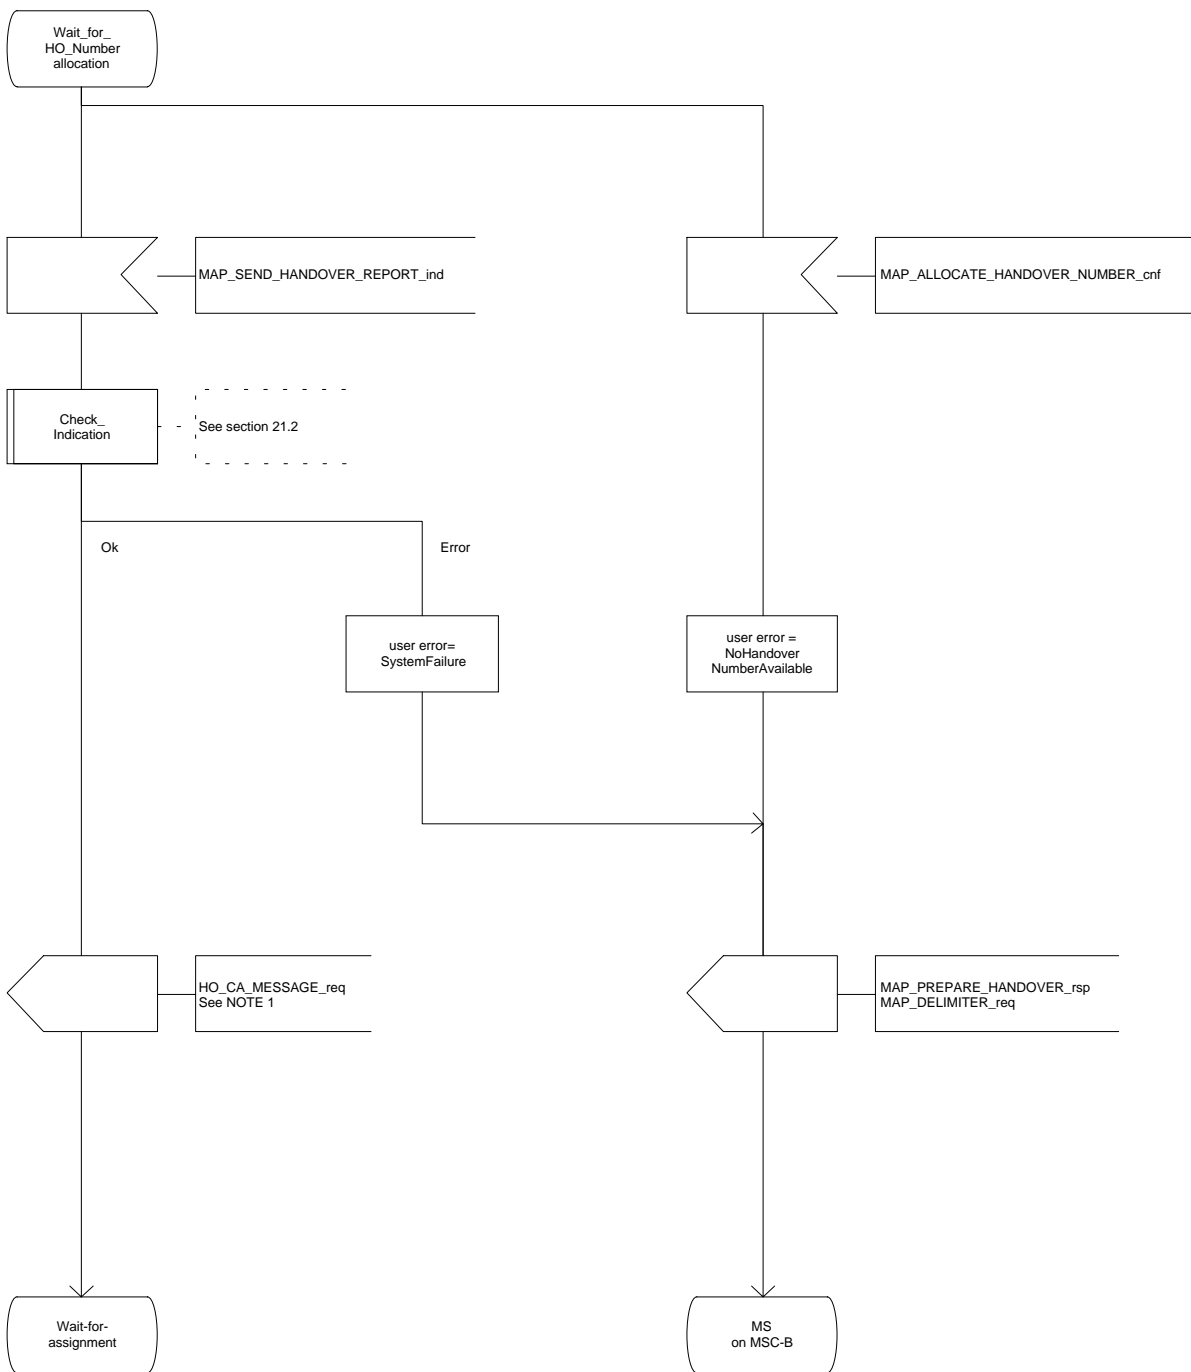 Wait_for_
HO_Number
allocation
MAP_SEND_HANDOVER_REPORT_ind
MAP_ALLOCATE_HANDOVER_NUMBER_cnf
Check_
Indication
See section 21.2
Ok
Error
user error=
SystemFailure
user error =
NoHandover
NumberAvailable
HO_CA_MESSAGE_req
See NOTE 1
MAP_PREPARE_HANDOVER_rsp
MAP_DELIMITER_req
Wait-for-
assignment
MS
on MSC-B